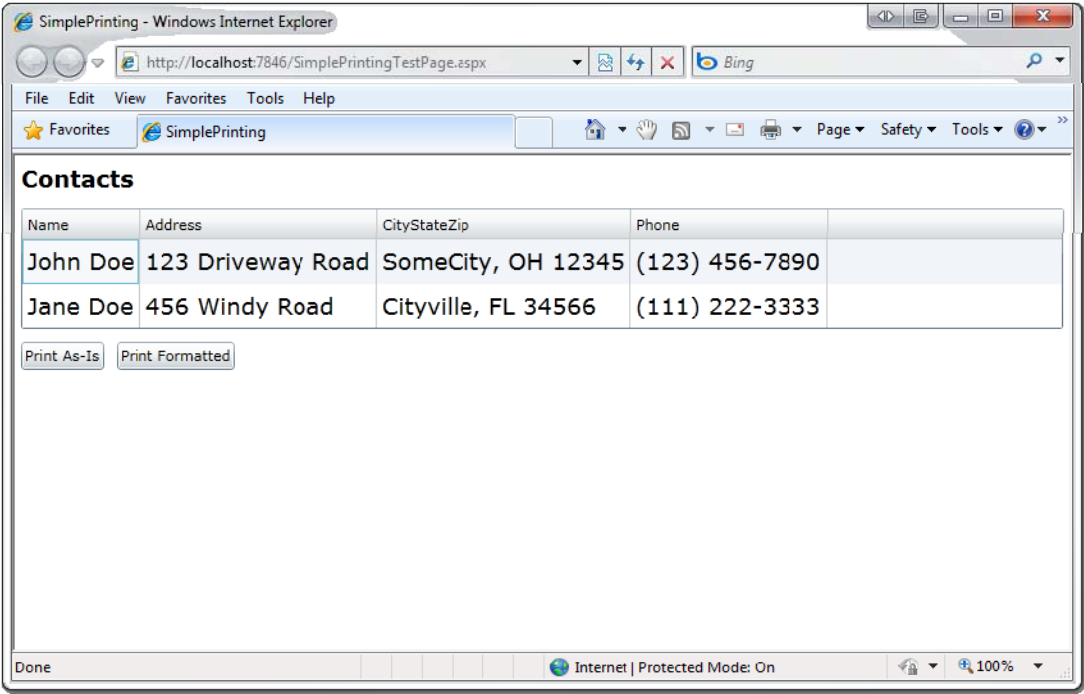 SimplePrinting - Windows Internet Explorer
http://localhost:7846/SimplePrintingTestPage.aspx Bing
File Edit View Favorites Tools Help
Favorites SimplePrinting Page Safety Tools
Contacts
Name Address CityStateZip Phone
John Doe 123 Driveway Road SomeCity, OH 12345 (123) 456-7890
Jane Doe 456 Windy Road Cityville, FL 34566 (111) 222-3333
Print As-Is Print Formatted
Done Internet | Protected Mode: On 100%